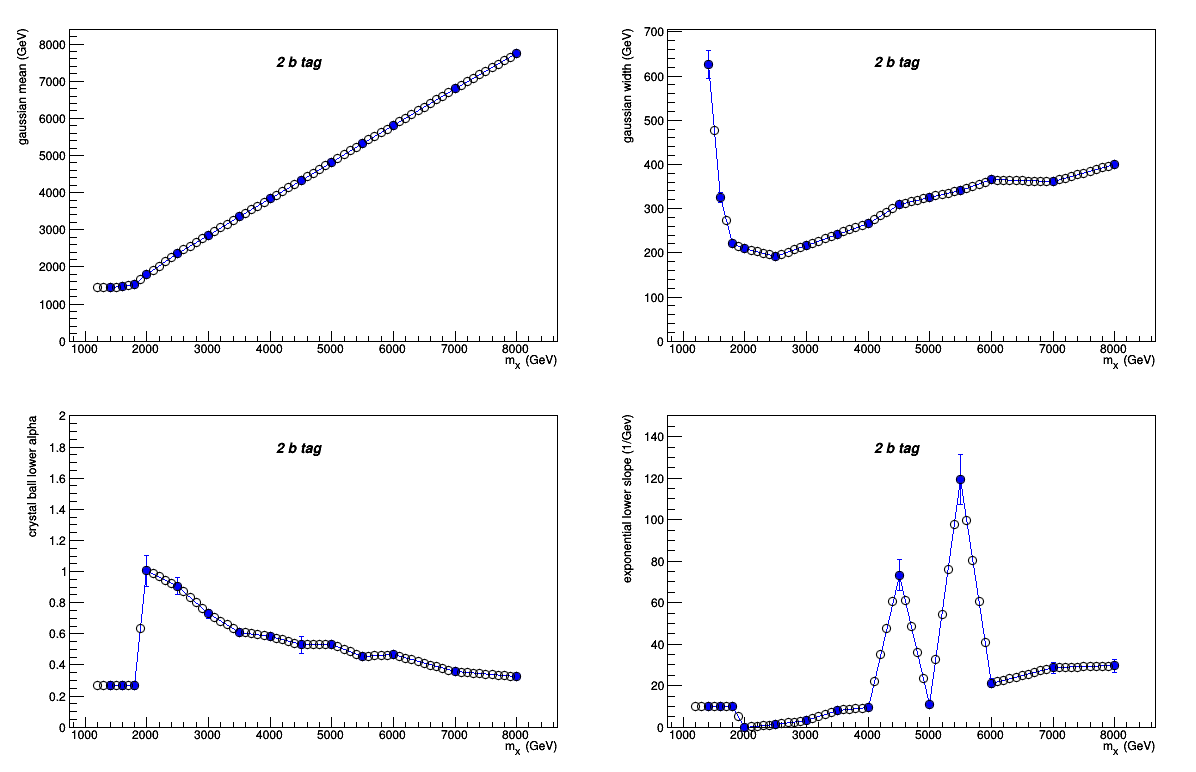 gaussian mean (GeV)
2 b tag
8000
7000
6000
5000
4000
3000
2000
1000
0
1000 2000 3000 4000 5000 6000 7000 8000
mx (GeV)
gaussian width (GeV)
2 b tag
700
600
500
400
300
200
100
0
1000 2000 3000 4000 5000 6000 7000 8000
mx (GeV)
crystal ball lower alpha
2 b tag
2
1.8
1.6
1.4
1.2
1
0.8
0.6
0.4
0.2
0
1000 2000 3000 4000 5000 6000 7000 8000
mx (GeV)
exponential lower slope (1/Gev)
2 b tag
140
120
100
80
60
40
20
0
1000 2000 3000 4000 5000 6000 7000 8000
mx (GeV)